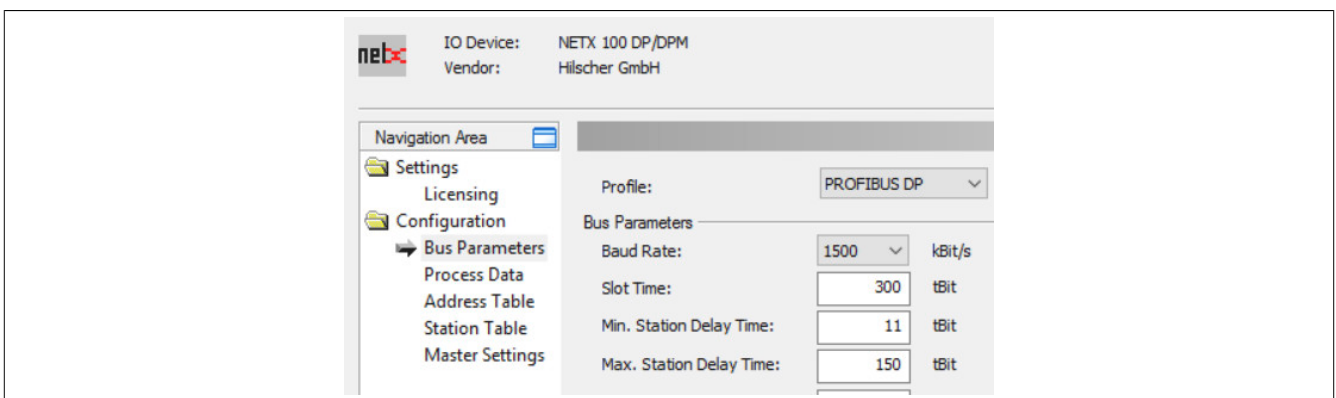 netx
IO Device: NETX 100 DP/DPM
Vendor: Hilscher GmbH
Navigation Area
Settings
Licensing
Configuration
Bus Parameters
Process Data
Address Table
Station Table
Master Settings
Profile: PROFIBUS DP
Bus Parameters
Baud Rate: 1500 kBit/s
Slot Time: 300 tBit
Min. Station Delay Time: 11 tBit
Max. Station Delay Time: 150 tBit